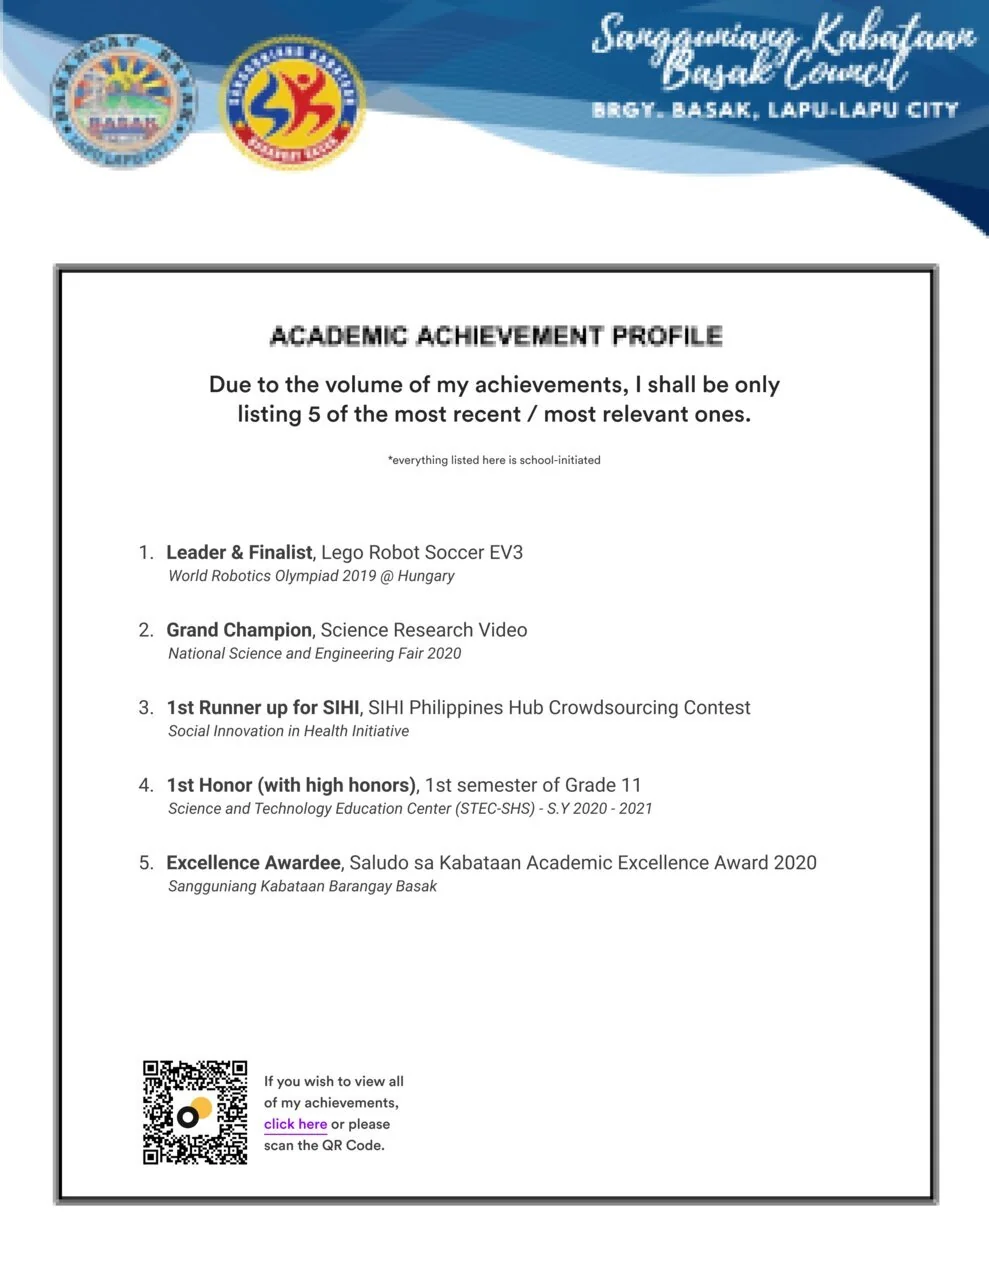 BARANGAY BASAK
BASAK
LAPU LAPU CITY
SANGGUNIANG KABATAAN
BARANGAY BASAK
Sangguniang Kabataan
Basak Council
BRGY. BASAK, LAPU-LAPU CITY
ACADEMIC ACHIEVEMENT PROFILE
Due to the volume of my achievements, I shall be only
listing 5 of the most recent / most relevant ones.
*everything listed here is school-initiated
1. Leader & Finalist, Lego Robot Soccer EV3
World Robotics Olympiad 2019 @ Hungary
2. Grand Champion, Science Research Video
National Science and Engineering Fair 2020
3. 1st Runner up for SIHI, SIHI Philippines Hub Crowdsourcing Contest
Social Innovation in Health Initiative
4. 1st Honor (with high honors), 1st semester of Grade 11
Science and Technology Education Center (STEC-SHS) - S.Y 2020 - 2021
5. Excellence Awardee, Saludo sa Kabataan Academic Excellence Award 2020
Sangguniang Kabataan Barangay Basak
If you wish to view all
of my achievements,
click here or please
scan the QR Code.